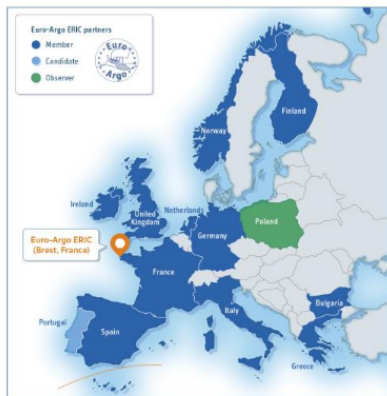 Euro-Argo ERIC partners
Member
Candidate
Observer
Euro
Argo
Finland
Norway
Ireland
United
Kingdom
Netherlands
Poland
Germany
Euro-Argo ERIC
(Brest, France)
France
Bulgaria
Portugal
Spain
Italy
Greece